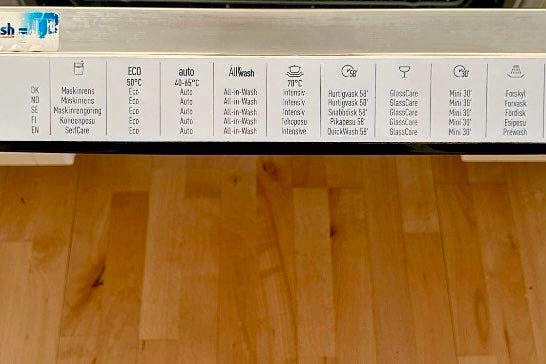 sh =
ECO auto AllWash 58' 30'
50°C 40-65°C 70°C
DK Maskinrens Eco Auto All-in-Wash Intensiv Hurtigvask 58' GlassCare Mini 30' Forskyl
NO Maskinrens Eco Auto All-in-Wash Intensiv Hurtigvask 58' GlassCare Mini 30' Forvask
SE Maskinrengöring Eco Auto All-in-Wash Intensiv Snabbdisk 58' GlassCare Mini 30' Fördisk
FI Koneenpesu Eco Auto All-in-Wash Tehopesu Pikapesu 58' GlassCare Mini 30' Esipesu
EN SelfCare Eco Auto All-in-Wash Intensive QuickWash 58' GlassCare Mini 30' Prewash